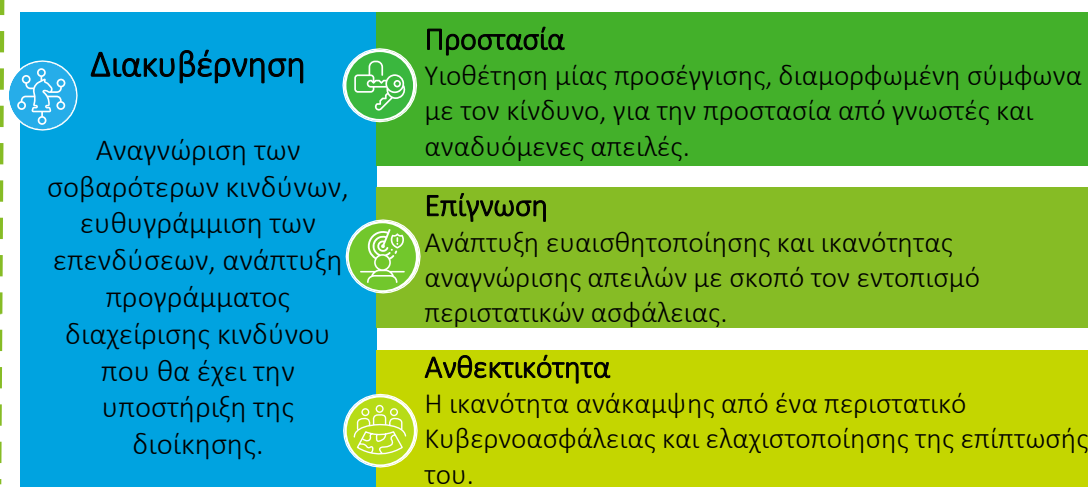 Διακυβέρνηση
Αναγνώριση των
σοβαρότερων κινδύνων,
ευθυγράμμιση των
επενδύσεων, ανάπτυξη
προγράμματος
διαχείρισης κινδύνου
που θα έχει την
υποστήριξη της
διοίκησης.
Προστασία
Υιοθέτηση μίας προσέγγισης, διαμορφωμένη σύμφωνα
με τον κίνδυνο, για την προστασία από γνωστές και
αναδυόμενες απειλές.
Επίγνωση
Ανάπτυξη ευαισθητοποίησης και ικανότητας
αναγνώρισης απειλών με σκοπό τον εντοπισμό
περιστατικών ασφάλειας.
Ανθεκτικότητα
Η ικανότητα ανάκαμψης από ένα περιστατικό
Κυβερνοασφάλειας και ελαχιστοποίησης της επίπτωσής
του.